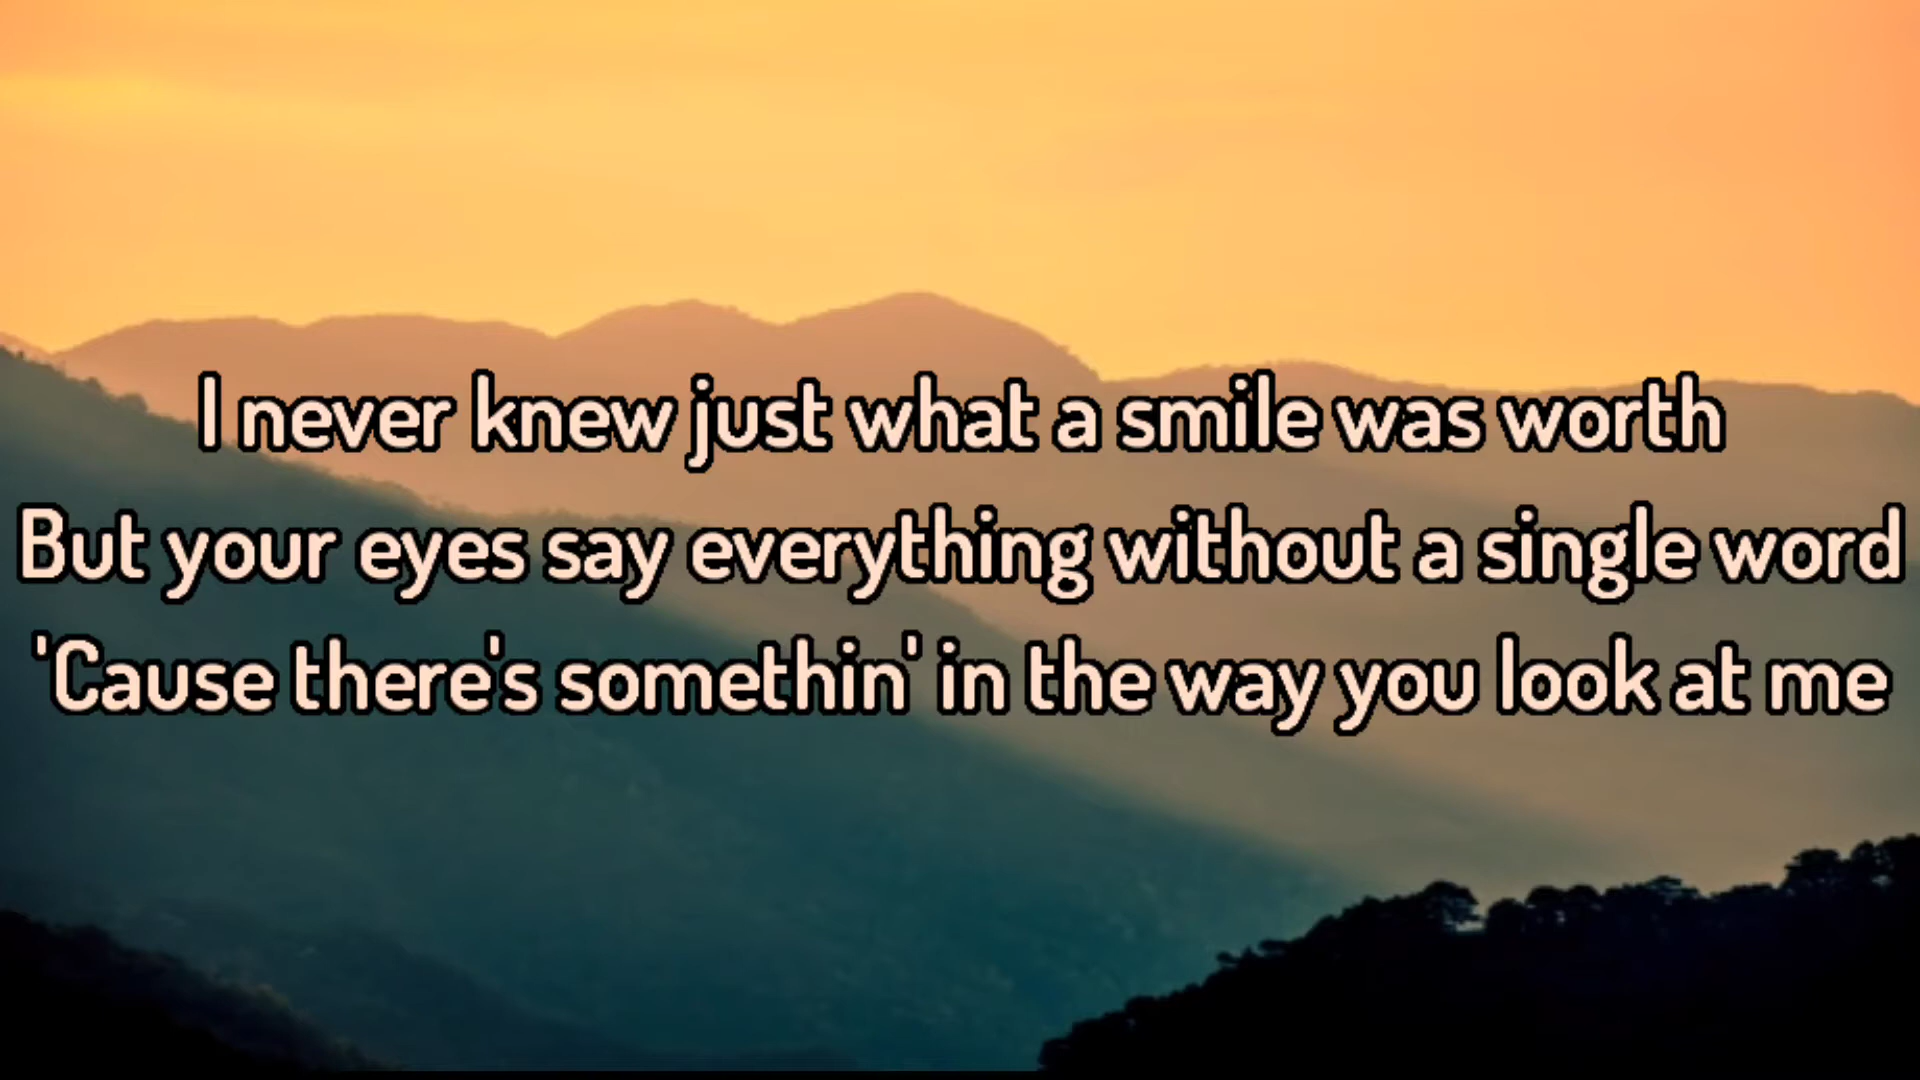 I never knew just what a smile was worth
But your eyes say everything without a single word
'Cause there's somethin' in the way you look at me